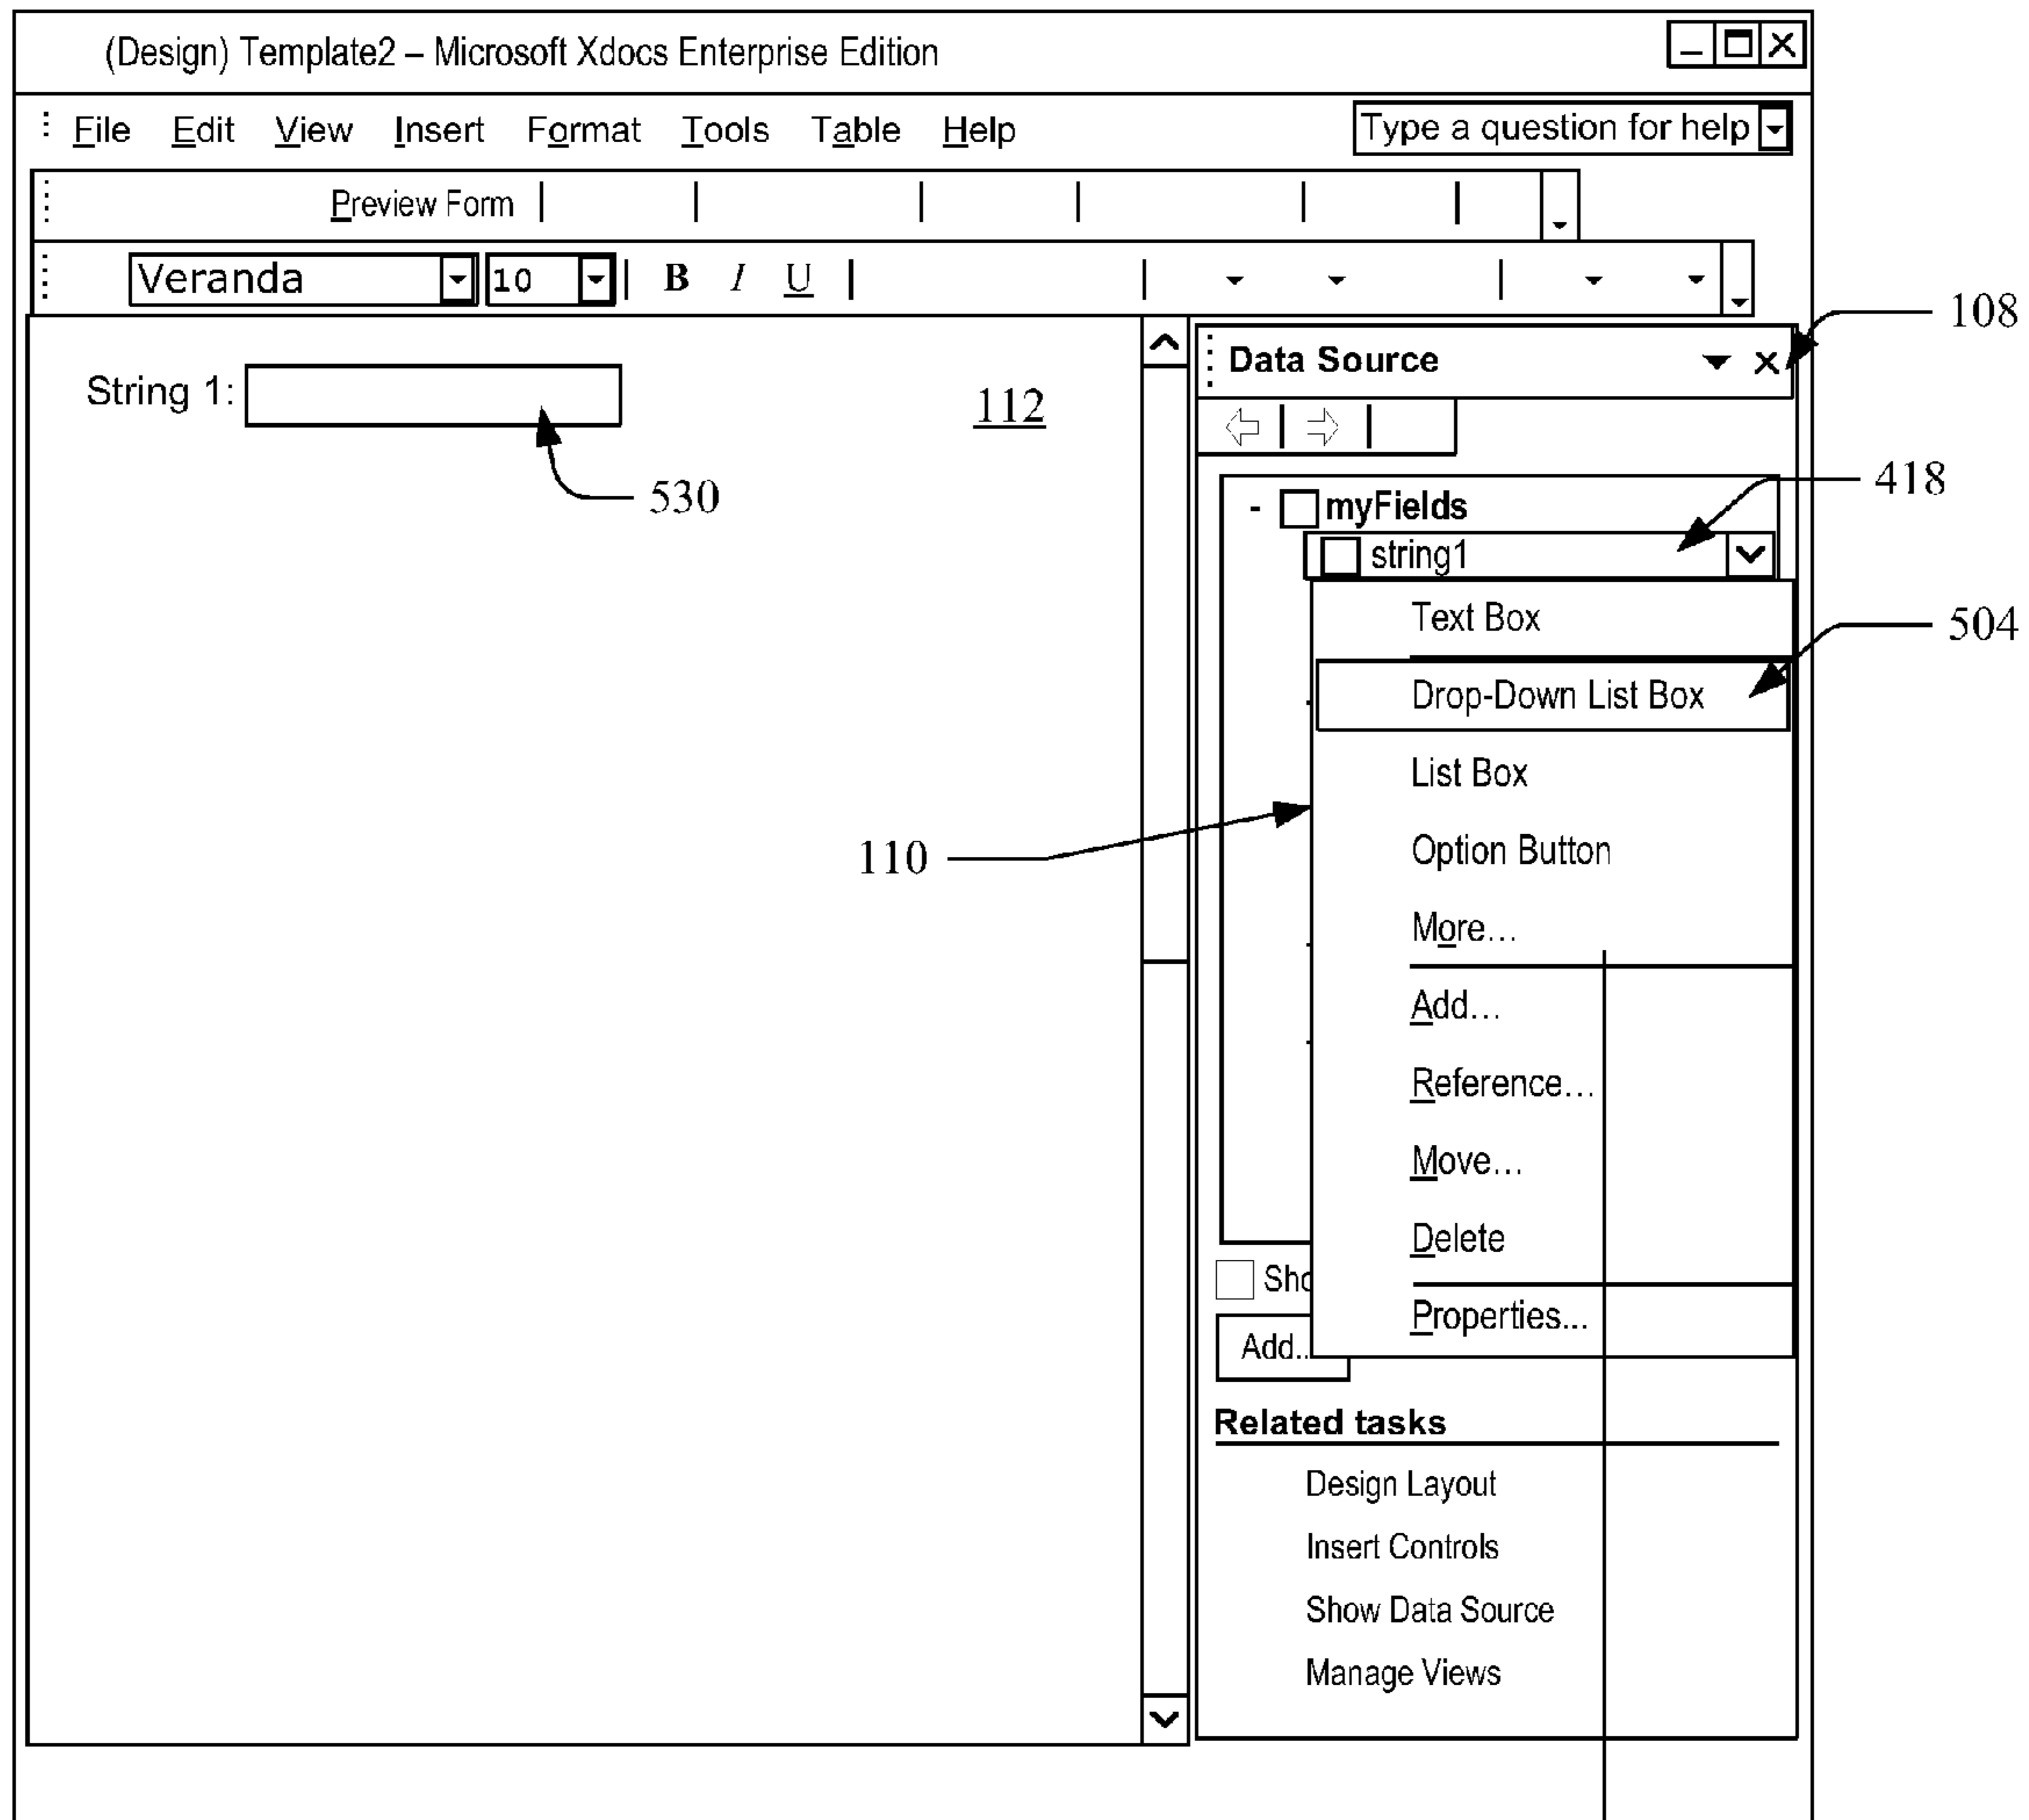 (Design) Template2 – Microsoft Xdocs Enterprise Edition
File Edit View Insert Format Tools Table Help Type a question for help
Preview Form
Veranda 10 B I U
108
Data Source
String 1:
112
418
530
myFields
string1
Text Box
504
Drop-Down List Box
List Box
110
Option Button
More...
Add...
Reference...
Move...
Delete
Sho
Properties...
Add..
Related tasks
Design Layout
Insert Controls
Show Data Source
Manage Views